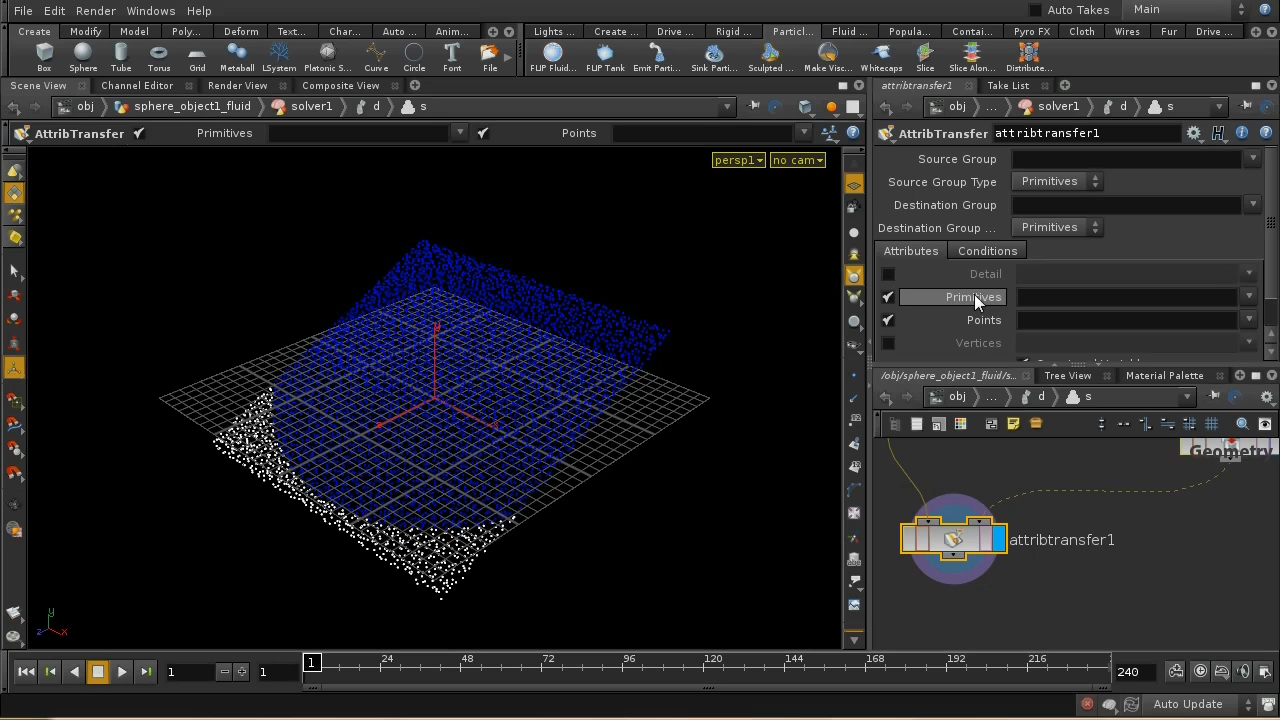 File Edit Render Windows Help Auto Takes Main
Create Modify Model Poly... Deform Text... Char... Auto ... Anim... Lights ... Create ... Drive ... Rigid ... Particl... Fluid ... Popula... Contai... Pyro FX Cloth Wires Fur Drive ...
Box Sphere Tube Torus Grid Metaball LSystem Platonic S... Curve Circle Font File FLIP Fluid... FLIP Tank Emit Parti... Sink Parti... Sculpted ... Make Visc... Whitecaps Slice Slice Alon... Distribute...
Scene View Channel Editor Render View Composite View attribtransfer1 Take List
obj sphere_object1_fluid solver1 d s obj ... solver1 d s
AttribTransfer Primitives Points AttribTransfer attribtransfer1
persp1 no cam
Source Group
Source Group Type Primitives
Destination Group
Destination Group ... Primitives
Attributes Conditions
Detail
Primitives
Points
Vertices
/obj/sphere_object1_fluid/s... Tree View Material Palette
obj ... d s
Geometry
attribtransfer1
y
z x
y
z x
1 1 1 24 48 72 96 120 144 168 192 216 240
Auto Update